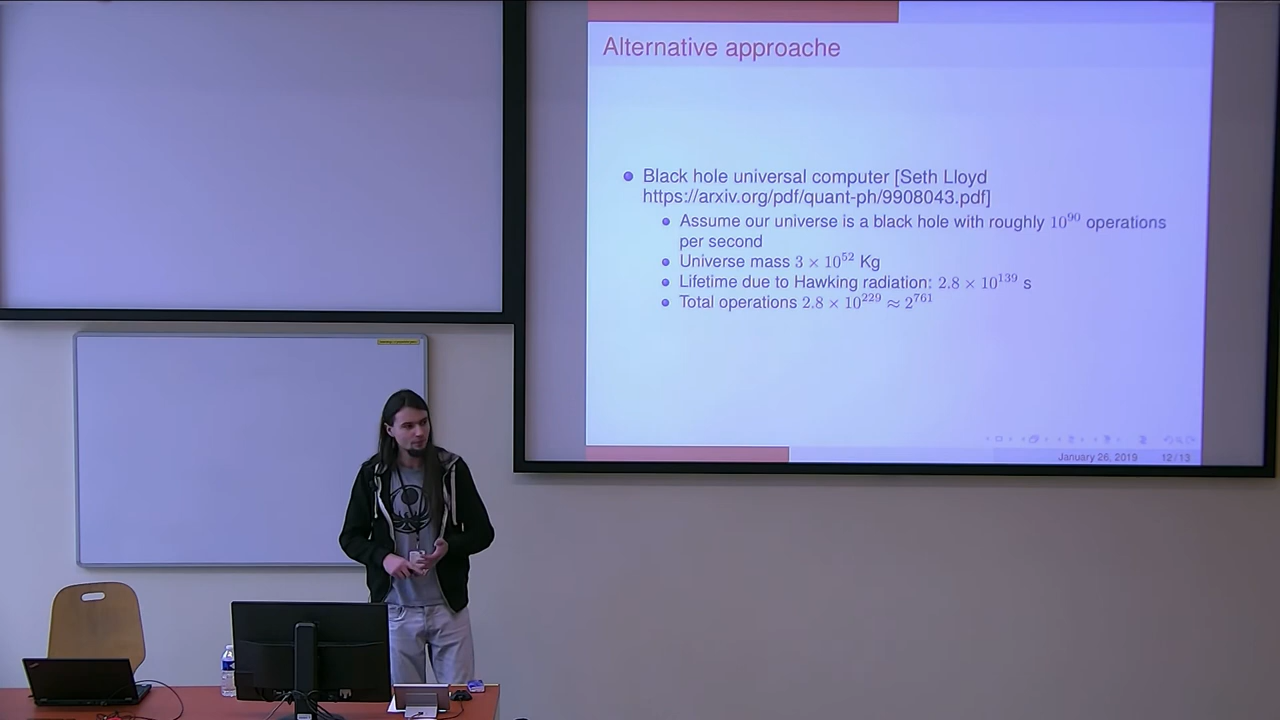 Alternative approache
Black hole universal computer [Seth Lloyd
https://arxiv.org/pdf/quant-ph/9908043.pdf]
Assume our universe is a black hole with roughly 10^90 operations
per second
Universe mass 3 × 10^52 Kg
Lifetime due to Hawking radiation: 2.8 × 10^139 s
Total operations 2.8 × 10^229 ≈ 2^761
January 26, 2019 12/13